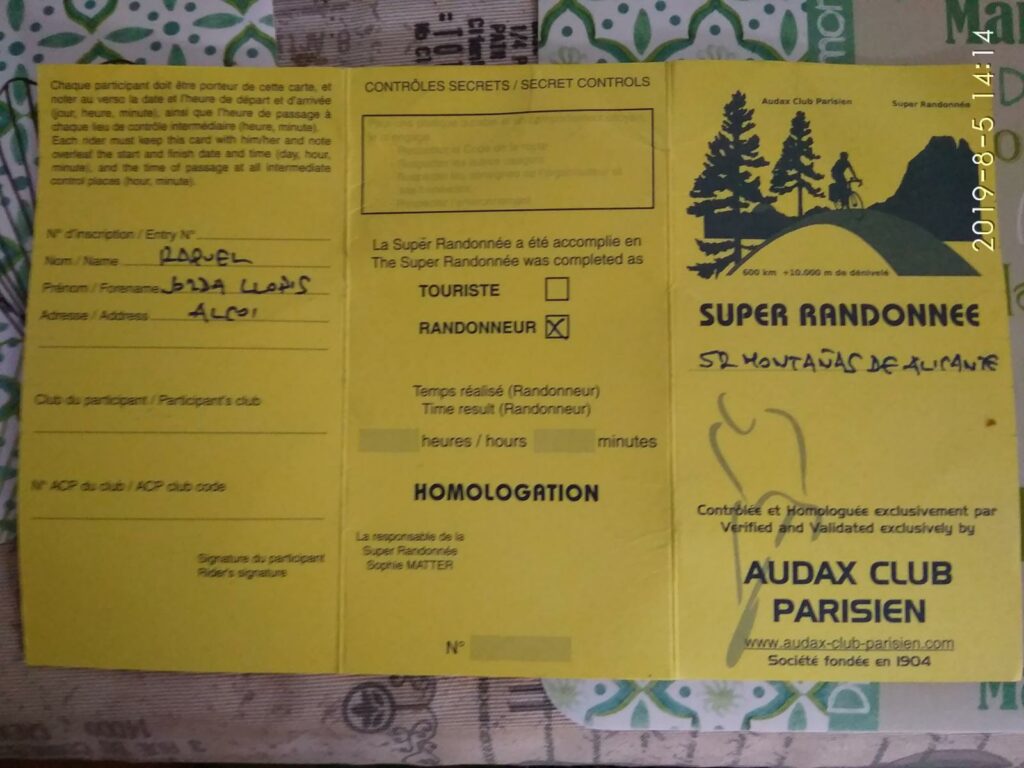 Chaque participant doit être porteur de cette carte, et
noter au verso la date et l'heure de départ et d'arrivée
(jour, heure, minute), ainsi que l'heure de passage à
chaque lieu de contrôle intermédiaire (heure, minute).
Each rider must keep this card with him/her and note
overleaf the start and finish date and time (day, hour,
minute), and the time of passage at all intermediate
control places (hour, minute).
N° d'inscription / Entry N°
Nom / Name RAQUEL
Prénom / Forename JORDA LLOPIS
Adresse / Address ALCOI
Club du participant / Participant's club
N° ACP du club / ACP club code
Signature du participant
Rider's signature
CONTRÔLES SECRETS / SECRET CONTROLS
La Super Randonnée a été accomplie en
The Super Randonnée was completed as
TOURISTE
RANDONNEUR X
Temps réalisé (Randonneur)
Time result (Randonneur)
heures / hours minutes
HOMOLOGATION
La responsable de la
Super Randonnée
Sophie MATTER
N°
Audax Club Parisien Super Randonnée
600 km +10.000 m de dénivelé
SUPER RANDONNEE
52 MONTAÑAS DE ALICANTE
Contrôlée et Homologuée exclusivement par
Verified and Validated exclusively by
AUDAX CLUB
PARISIEN
www.audax-club-parisien.com
Société fondée en 1904
2019-8-5 14:14